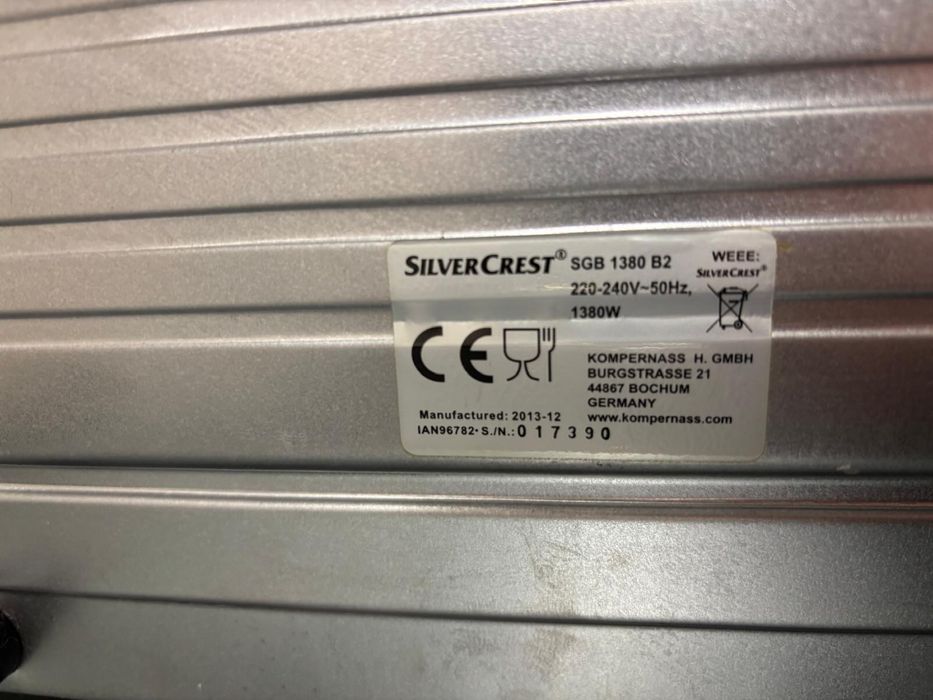 SILVERCREST® SGB 1380 B2
220-240V~50Hz,
1380W
WEEE:
SILVERCREST®
CE
KOMPERNASS H. GMBH
BURGSTRASSE 21
44867 BOCHUM
GERMANY
www.kompernass.com
Manufactured: 2013-12
IAN96782· S./N.: 017390